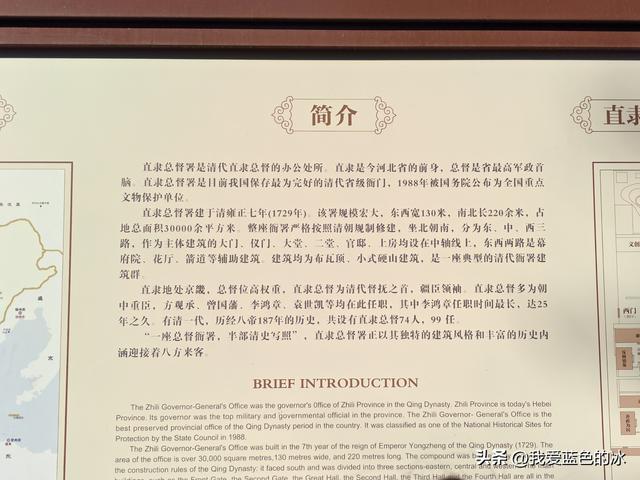 简介
直隶
直隶总督署是清代直隶总督的办公处所。直隶是今河北省的前身，总督是省最高军政首
脑。直隶总督署是目前我国保存最为完好的清代省级衙门，1988年被国务院公布为全国重点
文物保护单位。
直隶总督署建于清雍正七年(1729年)。该署规模宏大，东西宽130米，南北长220余米，占
地总面积30000余平方米。整座衙署严格按照清朝规制修建，坐北朝南，分为东、中、西三
路，作为主体建筑的大门、仪门、大堂、二堂、官邸、上房均设在中轴线上，东西两路是幕
府院、花厅、箭道等辅助建筑。建筑均为布瓦顶、小式硬山建筑，是一座典型的清代衙署建
筑群。
直隶地处京畿，总督位高权重，直隶总督为清代督抚之首，疆臣领袖。直隶总督多为朝
中重臣，方观承、曾国藩、李鸿章、袁世凯等均在此任职，其中李鸿章任职时间最长，达25
年之久。有清一代，历经八帝187年的历史，共设有直隶总督74人，99 任。
“一座总督衙署，半部清史写照”，直隶总督署正以其独特的建筑风格和丰富的历史内
涵迎接着八方来客。
BRIEF INTRODUCTION
The Zhili Governor-General's Office was the governor's 0ffice of Zhili Province in the Qing Dynasty. Zhili Province is today's Hebei
Province. Its governor was the top military and governmental official in the province. The Zhili Governor- General's Office is the
best preserved provincial office of the Qing Dynasty period in the country. It was classified as one of the National Historical Sites for
Protection by the State Council in 1988.
The Zhili Governor-General's Office was built in the 7th year of the reign of Emperor Yongzheng of the Qing Dynasty (1729). The
area of the office is over 30,000 square metres,130 metres wide, and 220 metres long. The compound was
the construction rules of the Qing Dynasty: it faced south and was divided into three sections-eastern, central and
西门
头条 @我爱蓝色的冰